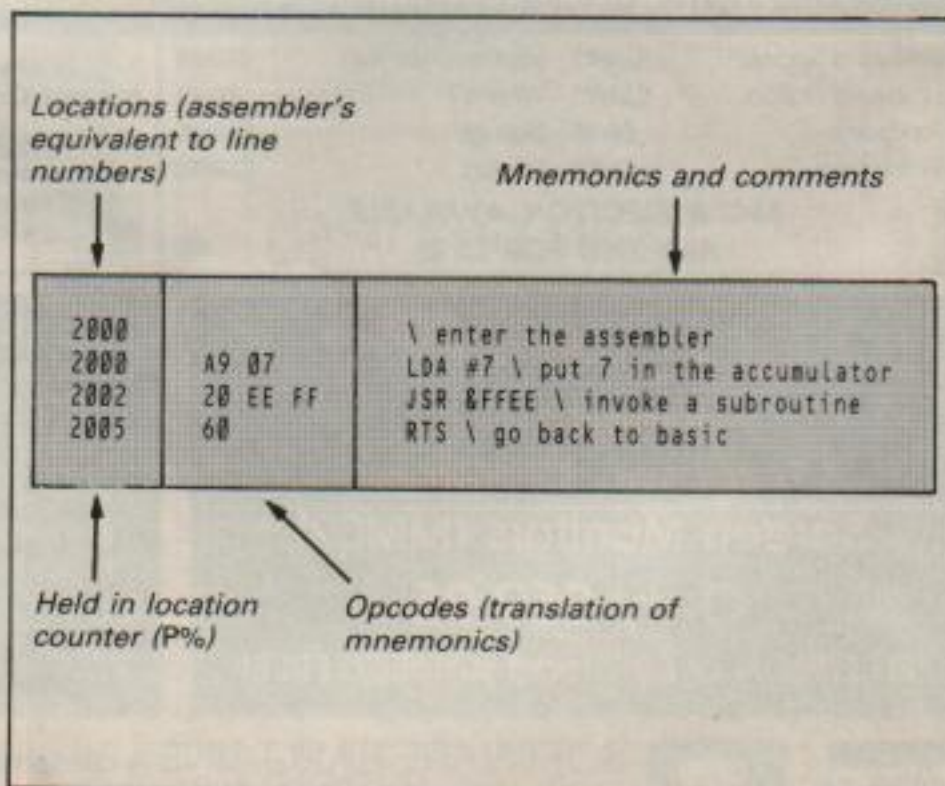 Locations (assembler's
equivalent to line
numbers)
Mnemonics and comments
2000 \ enter the assembler
2000 A9 07 LDA #7 \ put 7 in the accumulator
2002 20 EE FF JSR &FFEE \ invoke a subroutine
2005 60 RTS \ go back to basic
Held in location
counter (P%)
Opcodes (translation of
mnemonics)